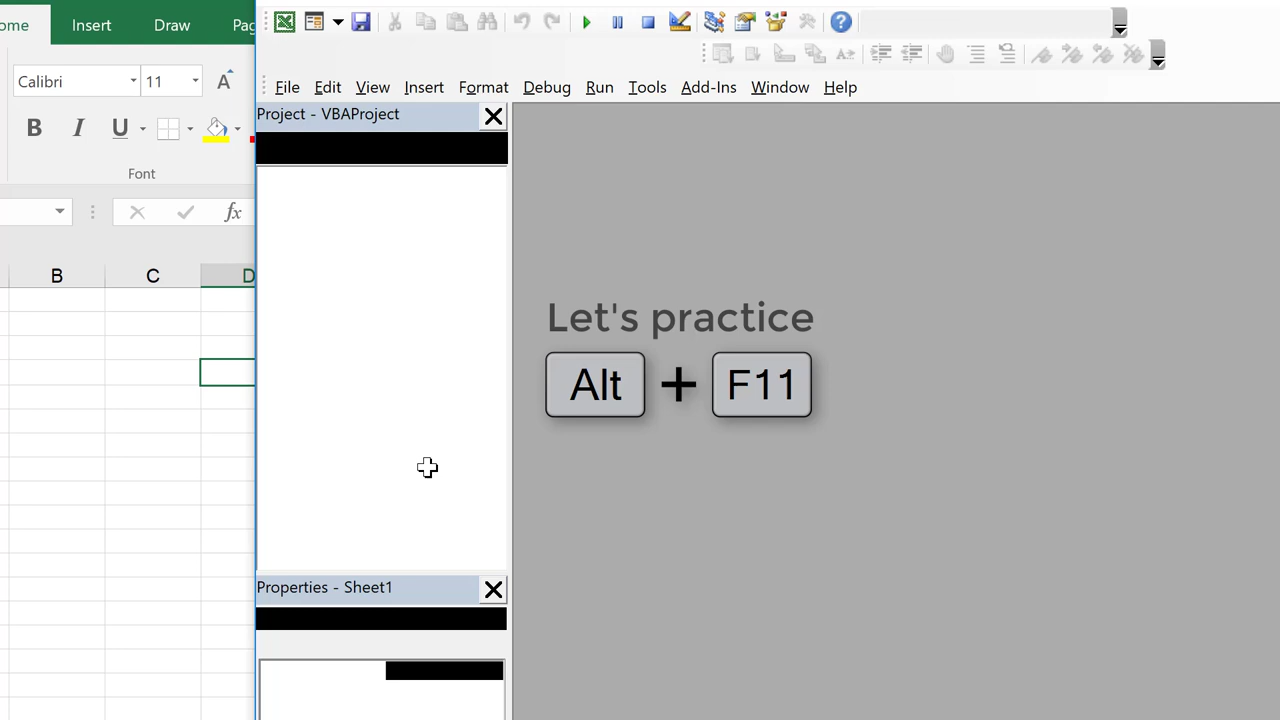 ome Insert Draw Pag
Calibri 11 A
B I U
Font
fx
B C D
File Edit View Insert Format Debug Run Tools Add-Ins Window Help
Project - VBAProject
Let's practice
Alt + F11
Properties - Sheet1